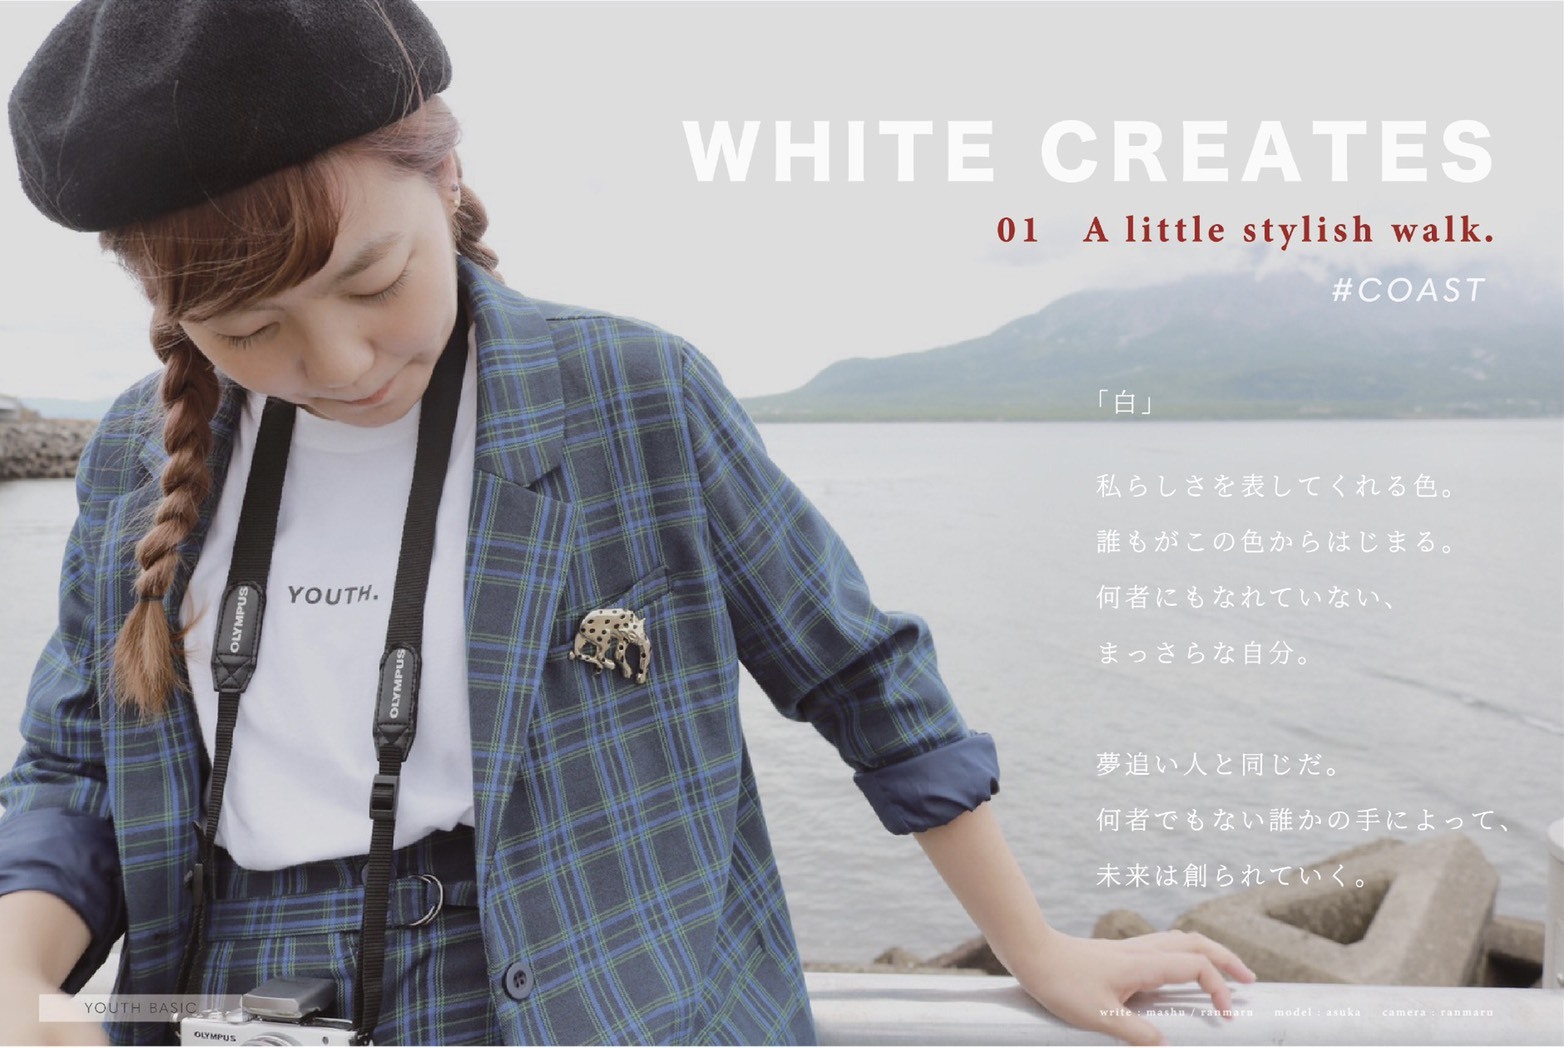 WHITE CREATES
01 A little stylish walk.
#COAST
「白」
私らしさを表してくれる色。
誰もがこの色からはじまる。
何者にもなれていない、
まっさらな自分。
夢追い人と同じだ。
何者でもない誰かの手によって、
未来は創られていく。
YOUTH.
OLYMPUS
OLYMPUS
OLYMPUS
YOUTH BASIC
write : mashu / ranmaru model : asuka camera : ranmaru